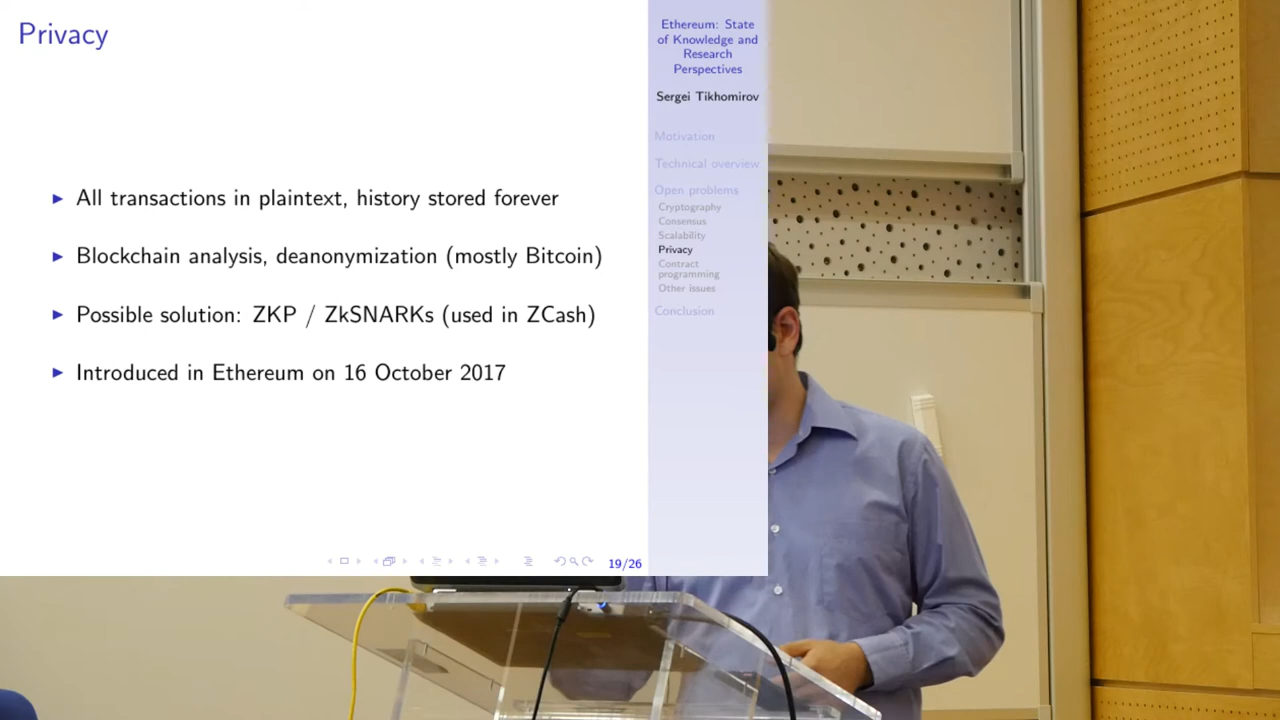 Privacy
All transactions in plaintext, history stored forever
Blockchain analysis, deanonymization (mostly Bitcoin)
Possible solution: ZKP / ZkSNARKs (used in ZCash)
Introduced in Ethereum on 16 October 2017
19/26
Ethereum: State
of Knowledge and
Research
Perspectives
Sergei Tikhomirov
Motivation
Technical overview
Open problems
Cryptography
Consensus
Scalability
Privacy
Contract
programming
Other issues
Conclusion